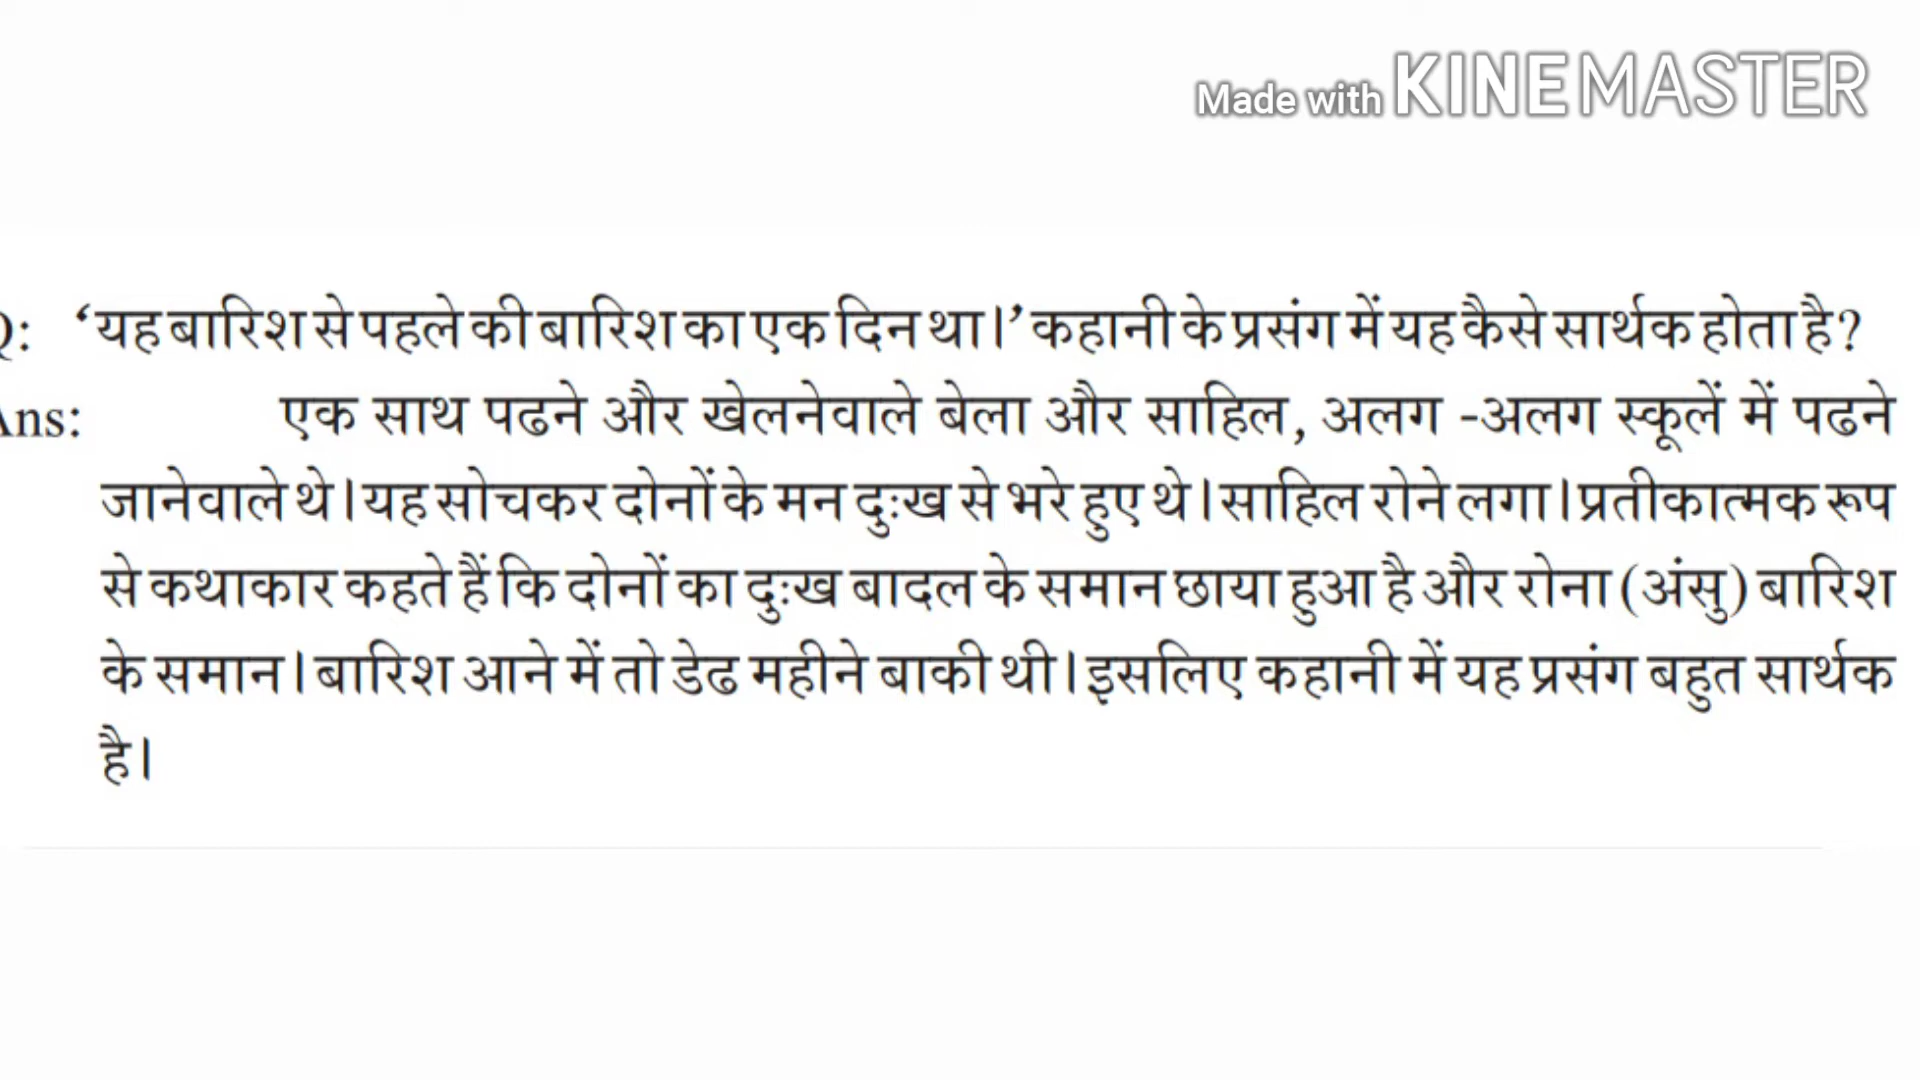 Made with KINEMASTER
Q: ‘यह बारिश से पहले की बारिश का एक दिन था।’ कहानी के प्रसंग में यह कैसे सार्थक होता है?
Ans: एक साथ पढने और खेलनेवाले बेला और साहिल, अलग -अलग स्कूलें में पढने
जानेवाले थे। यह सोचकर दोनों के मन दुःख से भरे हुए थे। साहिल रोने लगा। प्रतीकात्मक रूप
से कथाकार कहते हैं कि दोनों का दुःख बादल के समान छाया हुआ है और रोना (अंसु) बारिश
के समान। बारिश आने में तो डेढ महीने बाकी थी। इसलिए कहानी में यह प्रसंग बहुत सार्थक
है।